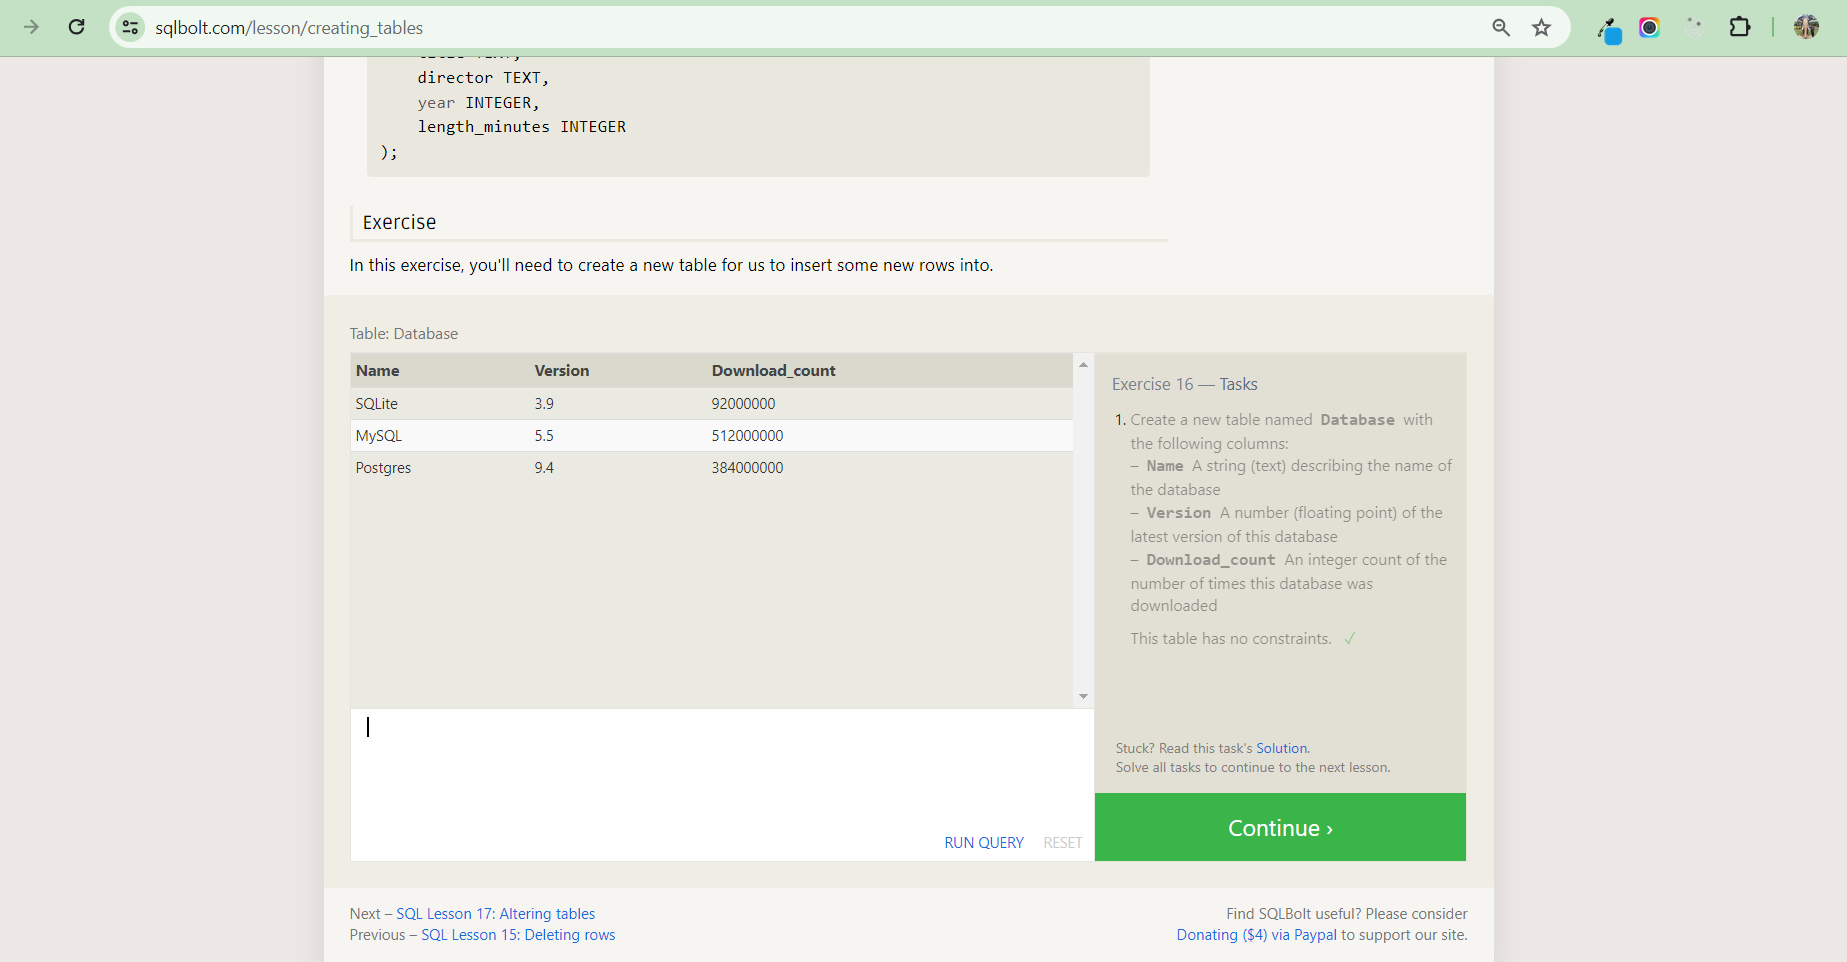 sqlbolt.com/lesson/creating_tables
director TEXT,
year INTEGER,
length_minutes INTEGER
);
Exercise
In this exercise, you'll need to create a new table for us to insert some new rows into.
Table: Database
Name Version Download_count
SQLite 3.9 92000000
MySQL 5.5 512000000
Postgres 9.4 384000000
RUN QUERY RESET
Exercise 16 — Tasks
1. Create a new table named Database with
the following columns:
– Name A string (text) describing the name of
the database
– Version A number (floating point) of the
latest version of this database
– Download_count An integer count of the
number of times this database was
downloaded
This table has no constraints. ✓
Stuck? Read this task's Solution.
Solve all tasks to continue to the next lesson.
Continue ›
Next – SQL Lesson 17: Altering tables
Previous – SQL Lesson 15: Deleting rows
Find SQLBolt useful? Please consider
Donating ($4) via Paypal to support our site.